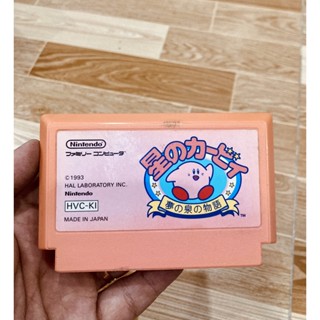 Nintendo
ファミリー コンピュータ
©1993
HAL LABORATORY INC.
Nintendo
HVC-KI
MADE IN JAPAN
星のカービィ
夢の泉の物語
TM